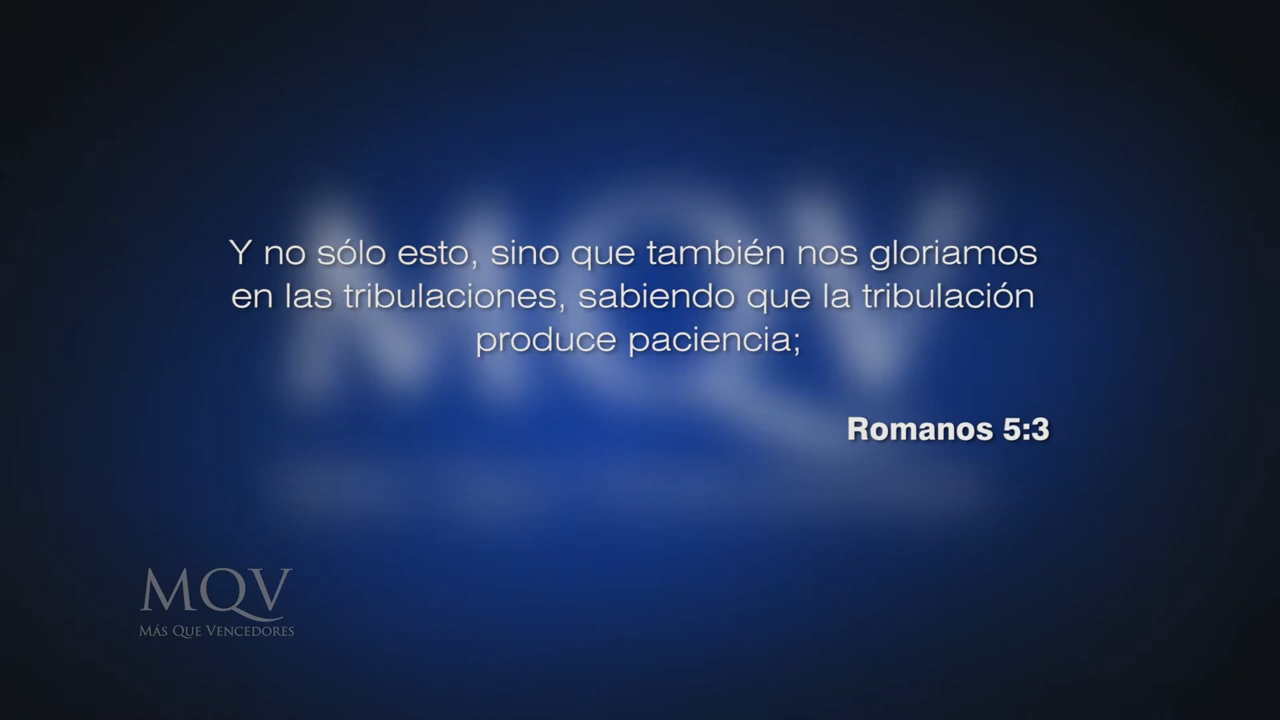 Y no sólo esto, sino que también nos gloriamos
en las tribulaciones, sabiendo que la tribulación
produce paciencia;
Romanos 5:3
MQV
MÁS QUE VENCEDORES